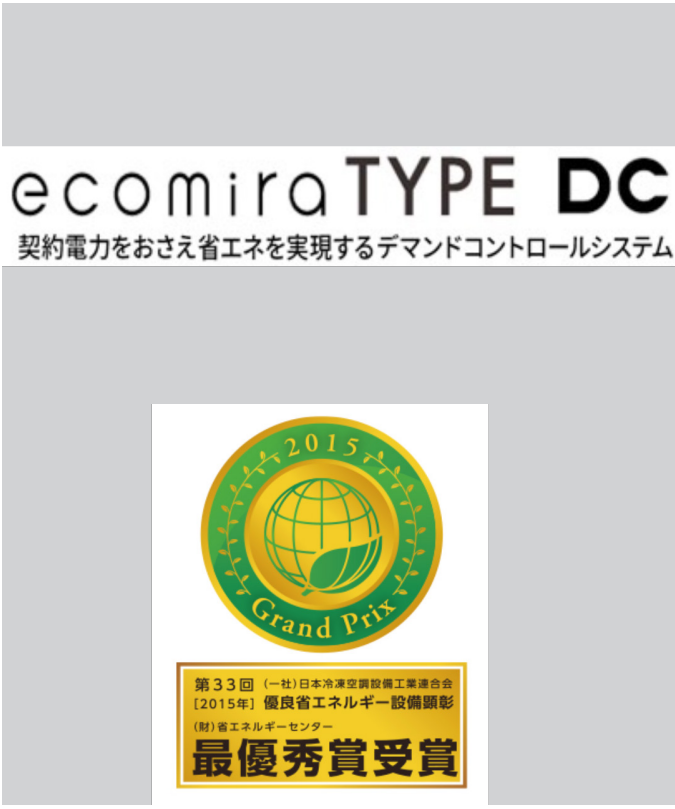 ecomira TYPE DC
契約電力をおさえ省エネを実現するデマンドコントロールシステム
2015
Grand Prix
第33回 (一社)日本冷凍空調設備工業連合会
[2015年] 優良省エネルギー設備顕彰
(財)省エネルギーセンター
最優秀賞受賞